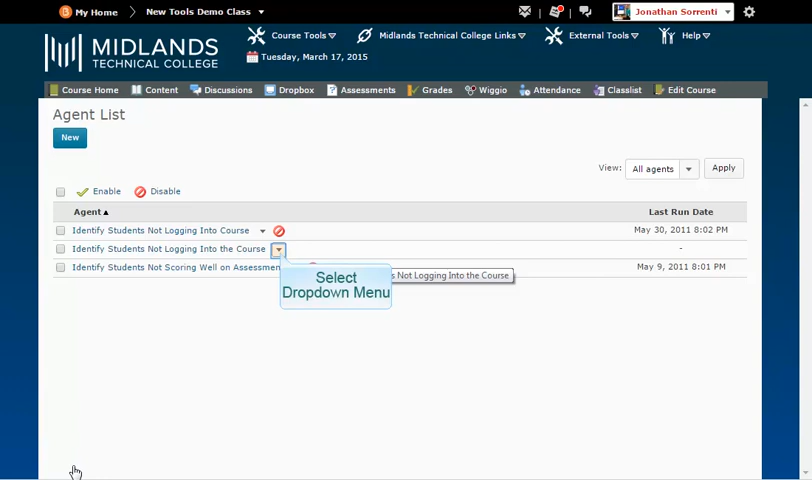 My Home
New Tools Demo Class
Jonathan Sorrenti
MIDLANDS
TECHNICAL COLLEGE
Course Tools
Midlands Technical College Links
External Tools
Help
Tuesday, March 17, 2015
Course Home
Content
Discussions
Dropbox
Assessments
Grades
Wiggio
Attendance
Classlist
Edit Course
Agent List
New
View: All agents Apply
Enable Disable
Agent Last Run Date
Identify Students Not Logging Into Course May 30, 2011 8:02 PM
Identify Students Not Logging Into the Course -
Identify Students Not Scoring Well on Assessmen May 9, 2011 8:01 PM
Select
Dropdown Menu
s Not Logging Into the Course